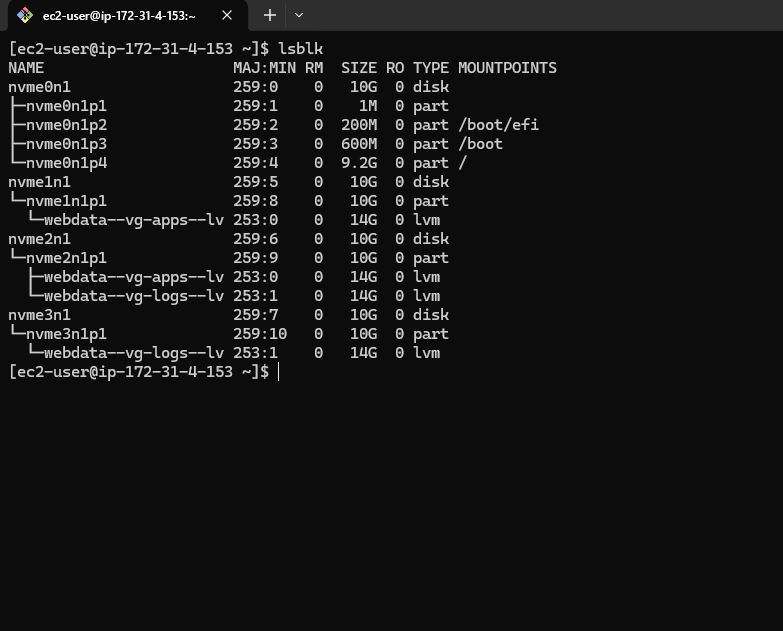 ec2-user@ip-172-31-4-153:~
[ec2-user@ip-172-31-4-153 ~]$ lsblk
NAME                     MAJ:MIN RM  SIZE RO TYPE MOUNTPOINTS
nvme0n1                  259:0    0   10G  0 disk
├─nvme0n1p1              259:1    0    1M  0 part
├─nvme0n1p2              259:2    0  200M  0 part /boot/efi
├─nvme0n1p3              259:3    0  600M  0 part /boot
└─nvme0n1p4              259:4    0  9.2G  0 part /
nvme1n1                  259:5    0   10G  0 disk
└─nvme1n1p1              259:8    0   10G  0 part
  └─webdata--vg-apps--lv 253:0    0   14G  0 lvm
nvme2n1                  259:6    0   10G  0 disk
└─nvme2n1p1              259:9    0   10G  0 part
  ├─webdata--vg-apps--lv 253:0    0   14G  0 lvm
  └─webdata--vg-logs--lv 253:1    0   14G  0 lvm
nvme3n1                  259:7    0   10G  0 disk
└─nvme3n1p1              259:10   0   10G  0 part
  └─webdata--vg-logs--lv 253:1    0   14G  0 lvm
[ec2-user@ip-172-31-4-153 ~]$